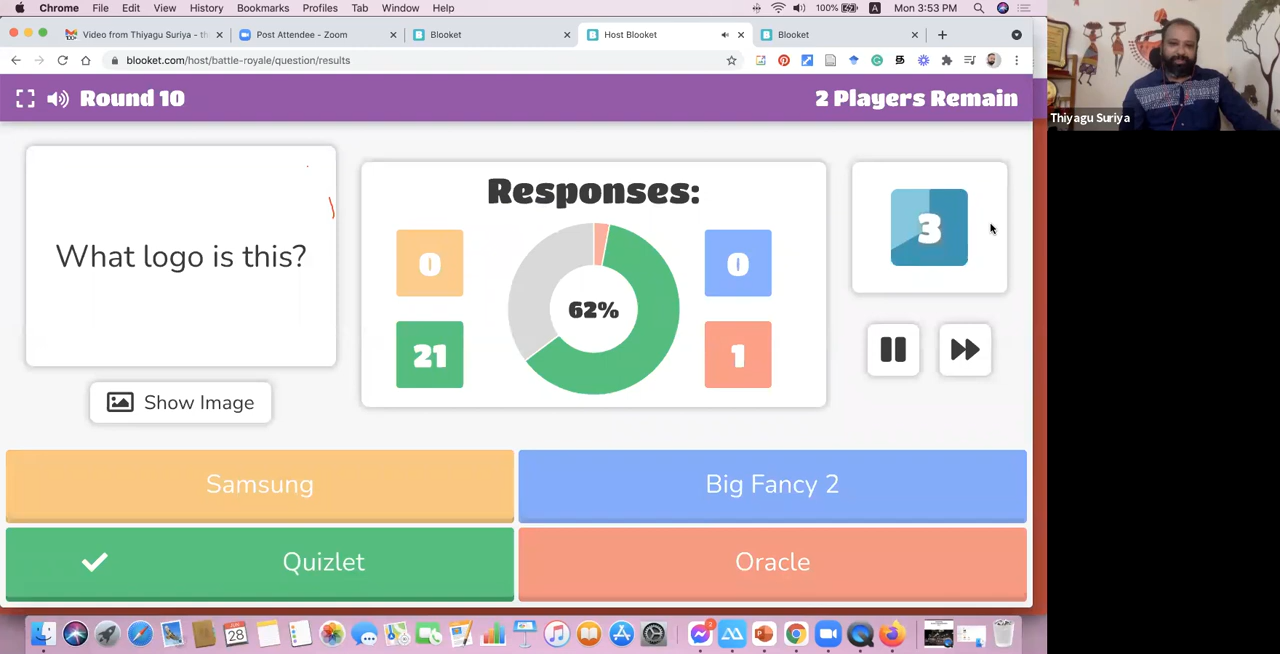 Chrome File Edit View History Bookmarks Profiles Tab Window Help 100% A Mon 3:53 PM
Video from Thiyagu Suriya - th Post Attendee - Zoom Blooket Host Blooket Blooket
blooket.com/host/battle-royale/question/results
Round 10 2 Players Remain
Thiyagu Suriya
What logo is this?
Show Image
Responses:
0 0
62%
21 1
3
Samsung Big Fancy 2
Quizlet Oracle
JUN
28
2